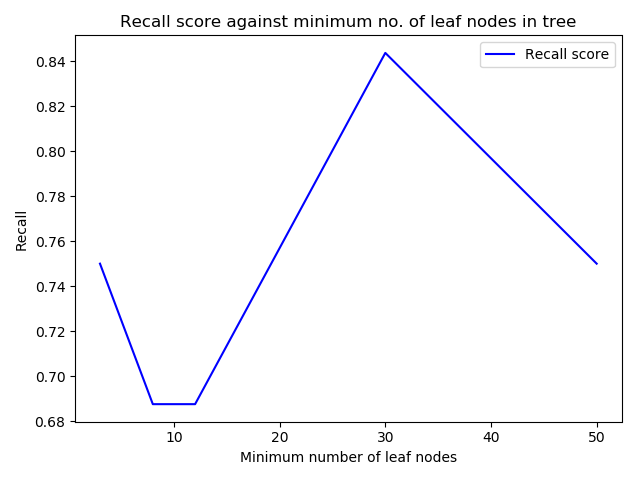 Recall score against minimum no. of leaf nodes in tree
Recall score
0.84
0.82
0.80
0.78
0.76
0.74
0.72
0.70
0.68
Recall
10 20 30 40 50
Minimum number of leaf nodes